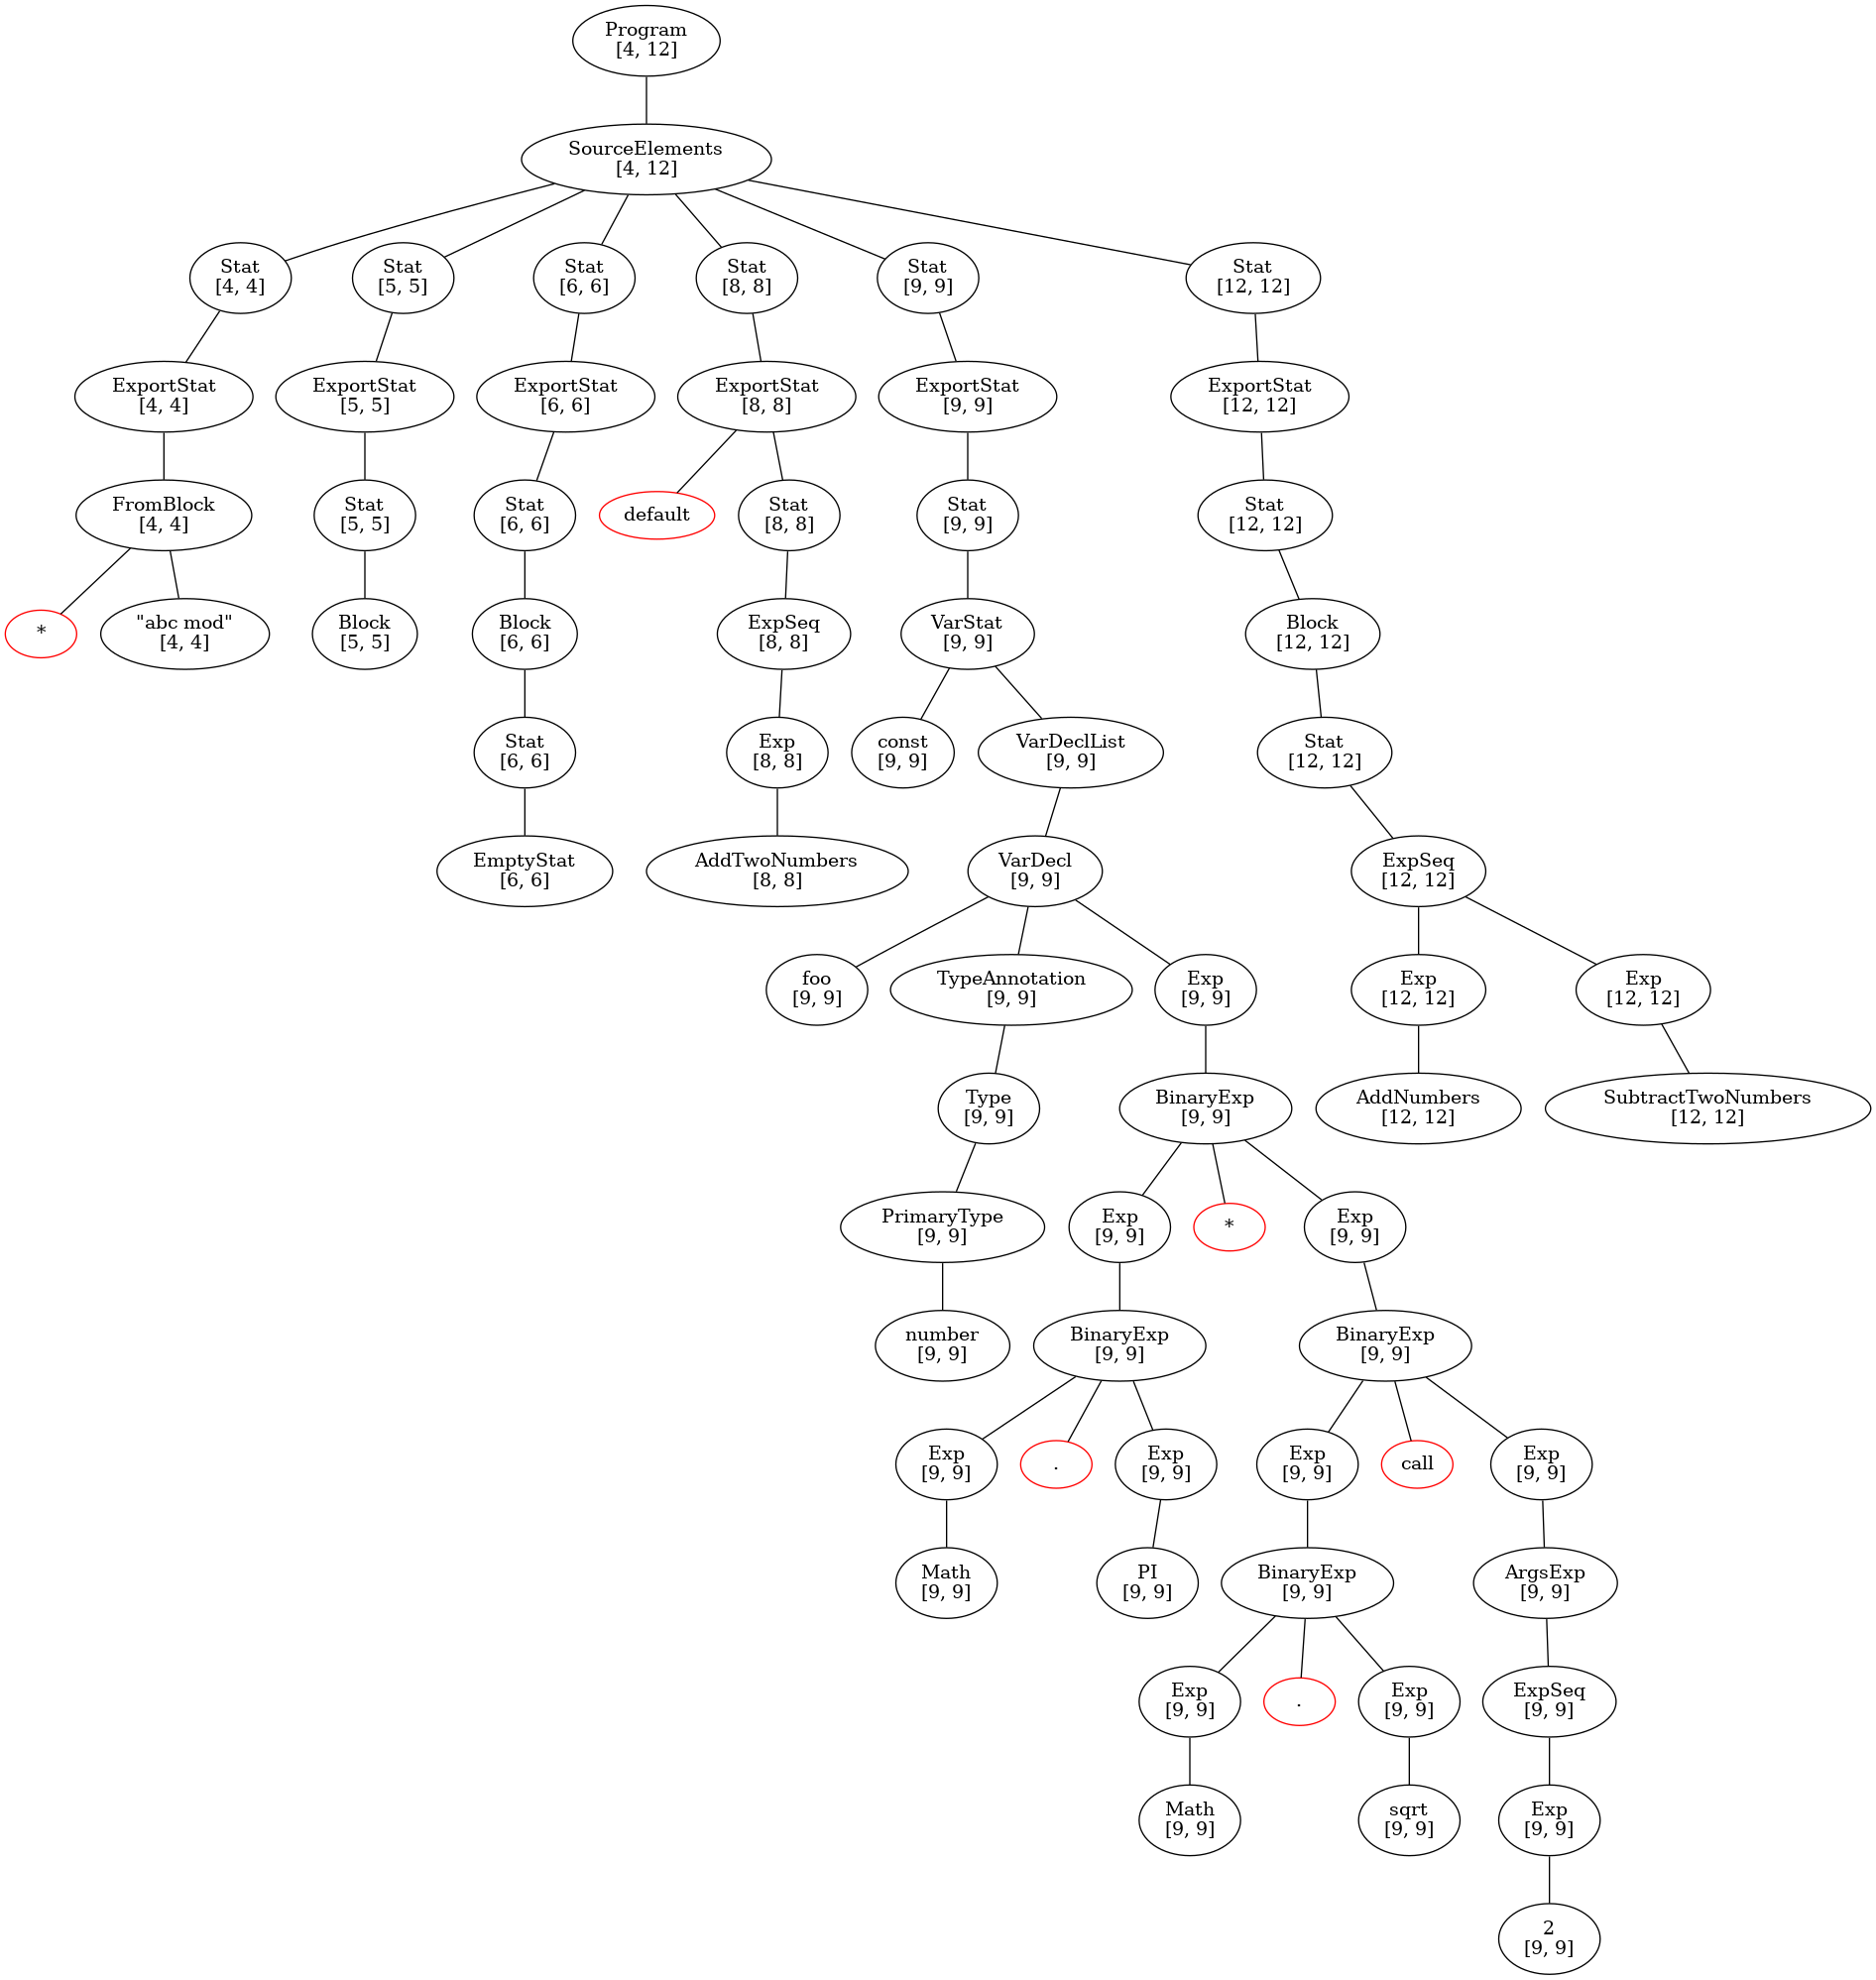 Program
[4, 12]
SourceElements
[4, 12]
Stat
[4, 4]
Stat
[5, 5]
Stat
[6, 6]
Stat
[8, 8]
Stat
[9, 9]
Stat
[12, 12]
ExportStat
[4, 4]
ExportStat
[5, 5]
ExportStat
[6, 6]
ExportStat
[8, 8]
ExportStat
[9, 9]
ExportStat
[12, 12]
FromBlock
[4, 4]
Stat
[5, 5]
Stat
[6, 6]
default
Stat
[8, 8]
Stat
[9, 9]
Stat
[12, 12]
*
"abc mod"
[4, 4]
Block
[5, 5]
Block
[6, 6]
ExpSeq
[8, 8]
VarStat
[9, 9]
Block
[12, 12]
Stat
[6, 6]
Exp
[8, 8]
const
[9, 9]
VarDeclList
[9, 9]
Stat
[12, 12]
EmptyStat
[6, 6]
AddTwoNumbers
[8, 8]
VarDecl
[9, 9]
ExpSeq
[12, 12]
foo
[9, 9]
TypeAnnotation
[9, 9]
Exp
[9, 9]
Exp
[12, 12]
Exp
[12, 12]
Type
[9, 9]
BinaryExp
[9, 9]
AddNumbers
[12, 12]
SubtractTwoNumbers
[12, 12]
PrimaryType
[9, 9]
Exp
[9, 9]
*
Exp
[9, 9]
number
[9, 9]
BinaryExp
[9, 9]
BinaryExp
[9, 9]
Exp
[9, 9]
.
Exp
[9, 9]
Exp
[9, 9]
call
Exp
[9, 9]
Math
[9, 9]
PI
[9, 9]
BinaryExp
[9, 9]
ArgsExp
[9, 9]
Exp
[9, 9]
.
Exp
[9, 9]
ExpSeq
[9, 9]
Math
[9, 9]
sqrt
[9, 9]
Exp
[9, 9]
2
[9, 9]